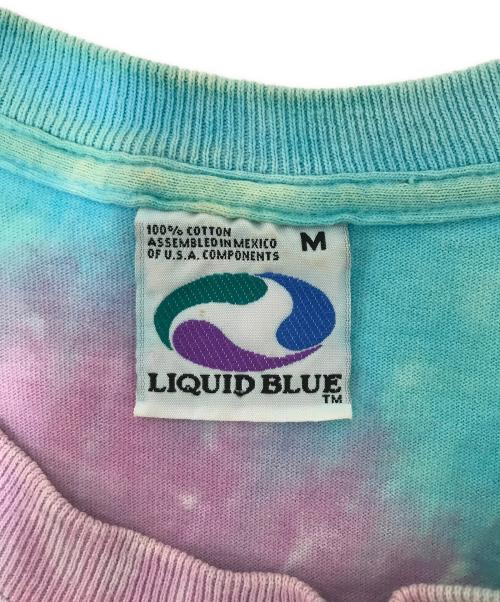 100% COTTON
ASSEMBLED IN MEXICO
OF U.S.A. COMPONENTS
M
LIQUID BLUE
TM